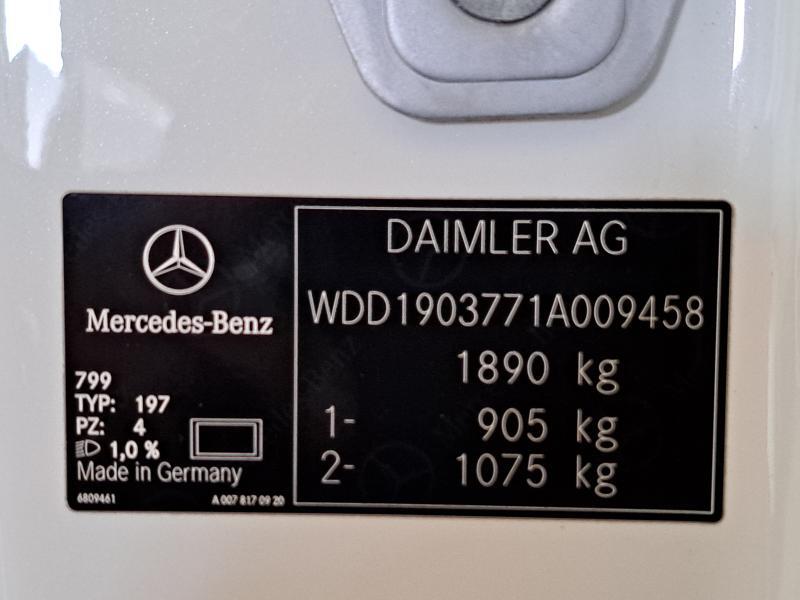 Mercedes-Benz
799
TYP: 197
PZ: 4
1,0 %
Made in Germany
6809461
A 007 817 09 20
DAIMLER AG
WDD1903771A009458
1890 kg
1- 905 kg
2- 1075 kg